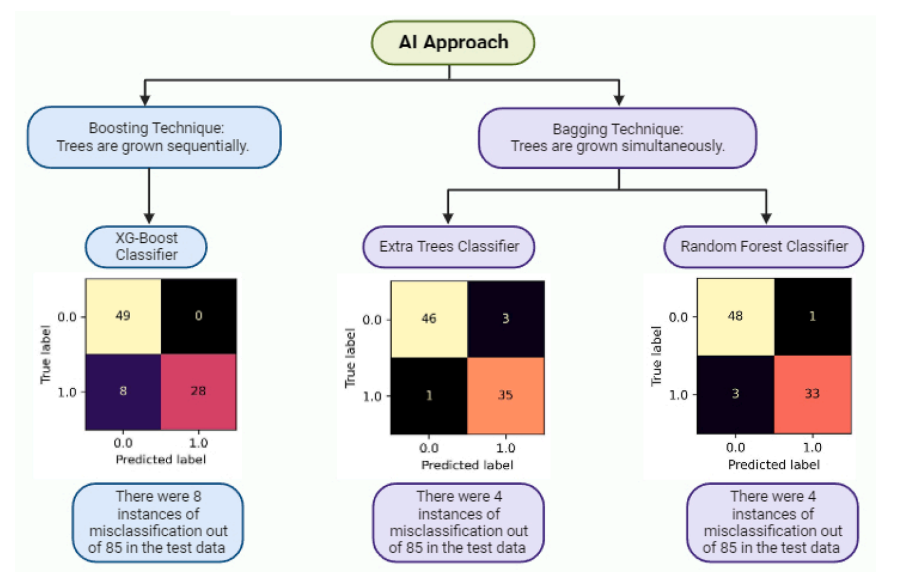 AI Approach
Boosting Technique:
Trees are grown sequentially.
Bagging Technique:
Trees are grown simultaneously.
XG-Boost
Classifier
Extra Trees Classifier
Random Forest Classifier
True label
0.0
49
0
1.0
8
28
0.0
1.0
Predicted label
True label
0.0
46
3
1.0
1
35
0.0
1.0
Predicted label
True label
0.0
48
1
1.0
3
33
0.0
1.0
Predicted label
There were 8
instances of
misclassification out
of 85 in the test data
There were 4
instances of
misclassification out
of 85 in the test data
There were 4
instances of
misclassification out
of 85 in the test data